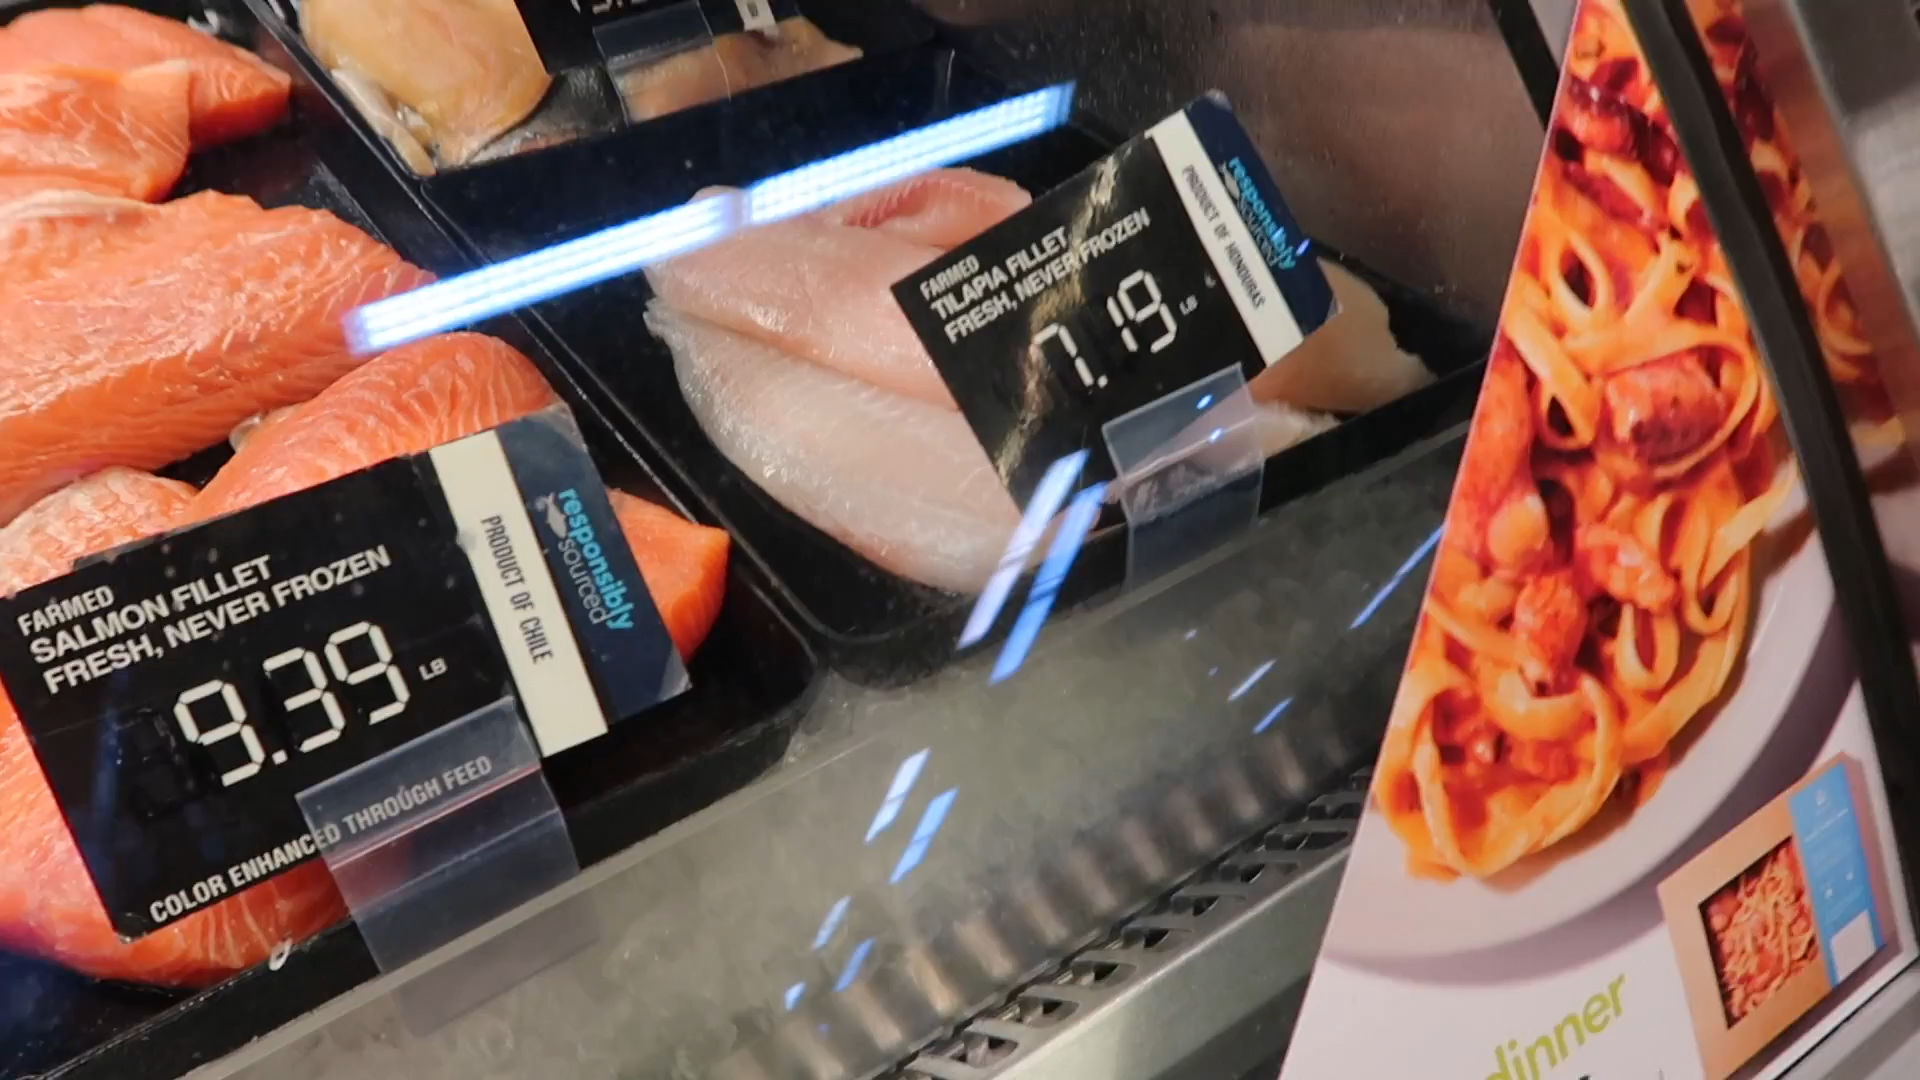 FARMED
SALMON FILLET
FRESH, NEVER FROZEN
9.39 LB
COLOR ENHANCED THROUGH FEED
PRODUCT OF CHILE
responsibly
sourced
FARMED
TILAPIA FILLET
FRESH, NEVER FROZEN
7.19 LB
PRODUCT OF HONDURAS
responsibly
sourced
dinner